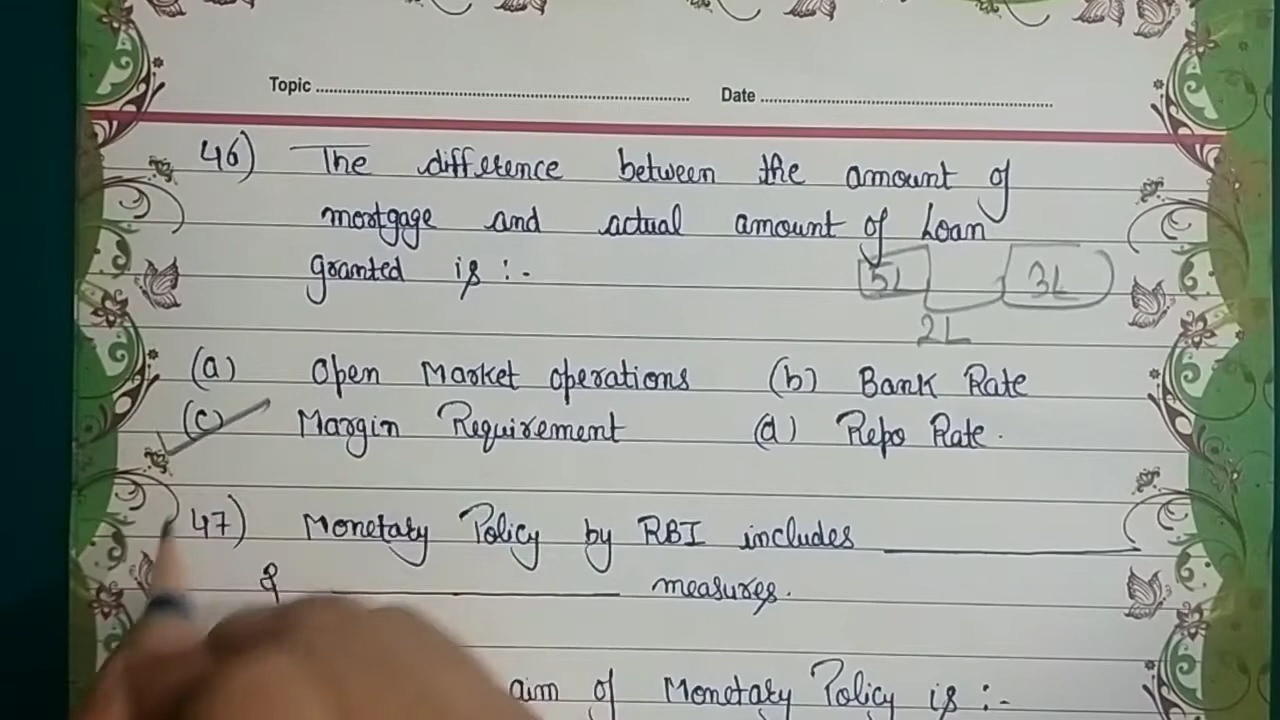 Topic ........ Date ........
46) The difference between the amount of
mortgage and actual amount of Loan
granted is :-
5L 3L
2L
(a) Open Market operations (b) Bank Rate
(c) Margin Requirement (d) Repo Rate.
47) Monetary Policy by RBI includes ________
& ________ measures.
aim of Monetary Policy is :-